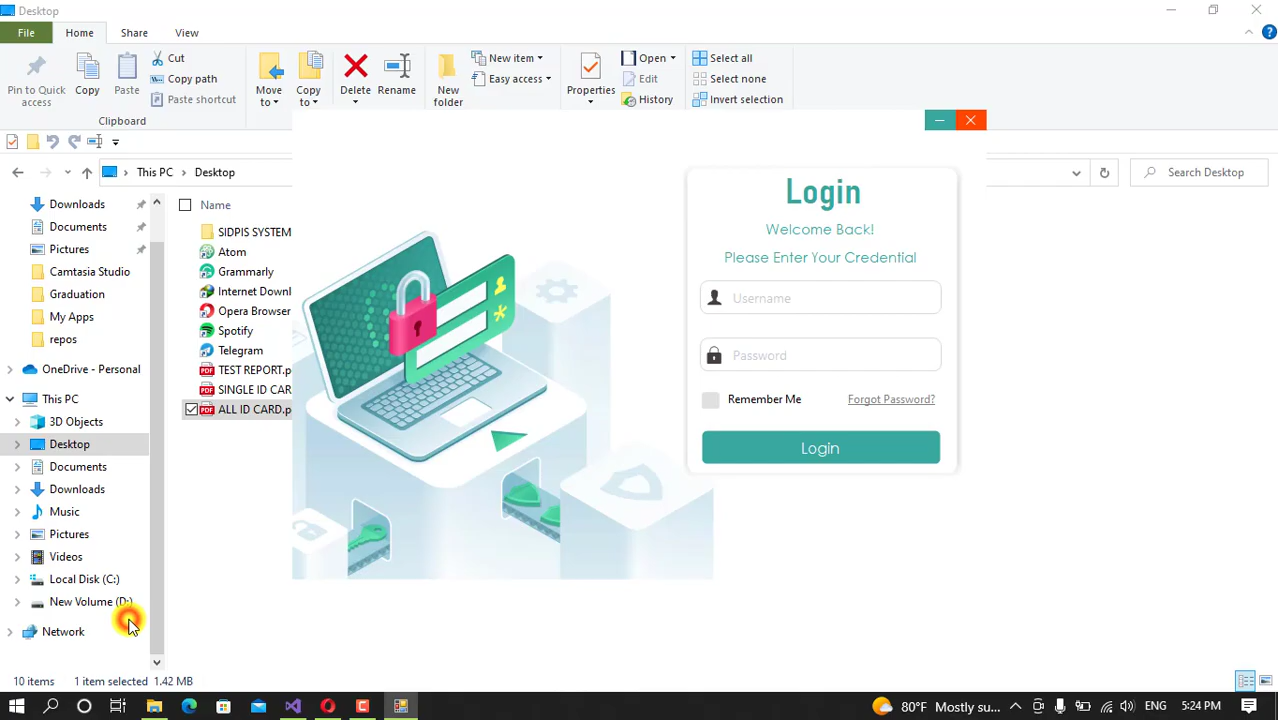 Desktop
File Home Share View
Pin to Quick access
Copy
Paste
Cut
Copy path
Paste shortcut
Clipboard
Move to
Copy to
Delete
Rename
New folder
New item
Easy access
Properties
Open
Edit
History
Select all
Select none
Invert selection
This PC > Desktop
Search Desktop
Downloads
Documents
Pictures
Camtasia Studio
Graduation
My Apps
repos
OneDrive - Personal
This PC
3D Objects
Desktop
Documents
Downloads
Music
Pictures
Videos
Local Disk (C:)
New Volume (D:)
Network
Name
SIDPIS SYSTEM
Atom
Grammarly
Internet Downl
Opera Browser
Spotify
Telegram
TEST REPORT.p
SINGLE ID CAR
ALL ID CARD.p
Login
Welcome Back!
Please Enter Your Credential
Username
Password
Remember Me Forgot Password?
Login
10 items 1 item selected 1.42 MB
80°F Mostly su... ENG 5:24 PM